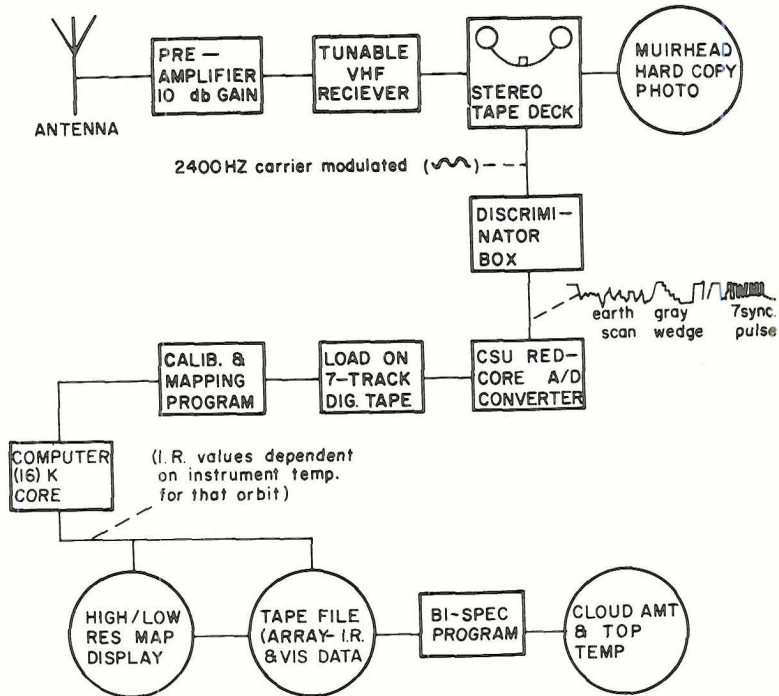 PRE-
AMPLIFIER
10 db GAIN
TUNABLE
VHF
RECIEVER
STEREO
TAPE DECK
MUIRHEAD
HARD COPY
PHOTO
ANTENNA
2400HZ carrier modulated (    )
DISCRIMI-
NATOR
BOX
earth gray 7sync.
scan wedge pulse
CALIB. &
MAPPING
PROGRAM
LOAD ON
7-TRACK
DIG. TAPE
CSU RED-
CORE A/D
CONVERTER
COMPUTER
(16) K
CORE
(I.R. values dependent
on instrument temp.
for that orbit)
HIGH/LOW
RES MAP
DISPLAY
TAPE FILE
(ARRAY-I.R.
&VIS DATA
BI-SPEC
PROGRAM
CLOUD AMT
& TOP
TEMP